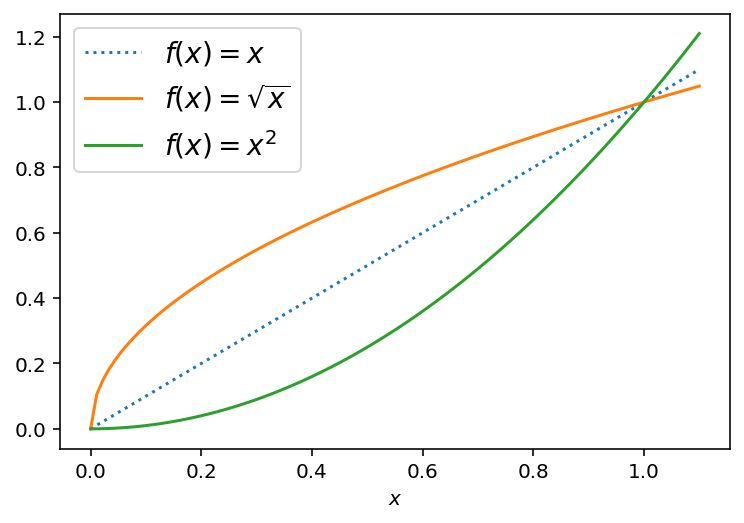 1.2
1.0
0.8
0.6
0.4
0.2
0.0
f(x) = x
f(x) = √x
f(x) = x²
0.0 0.2 0.4 0.6 0.8 1.0
x